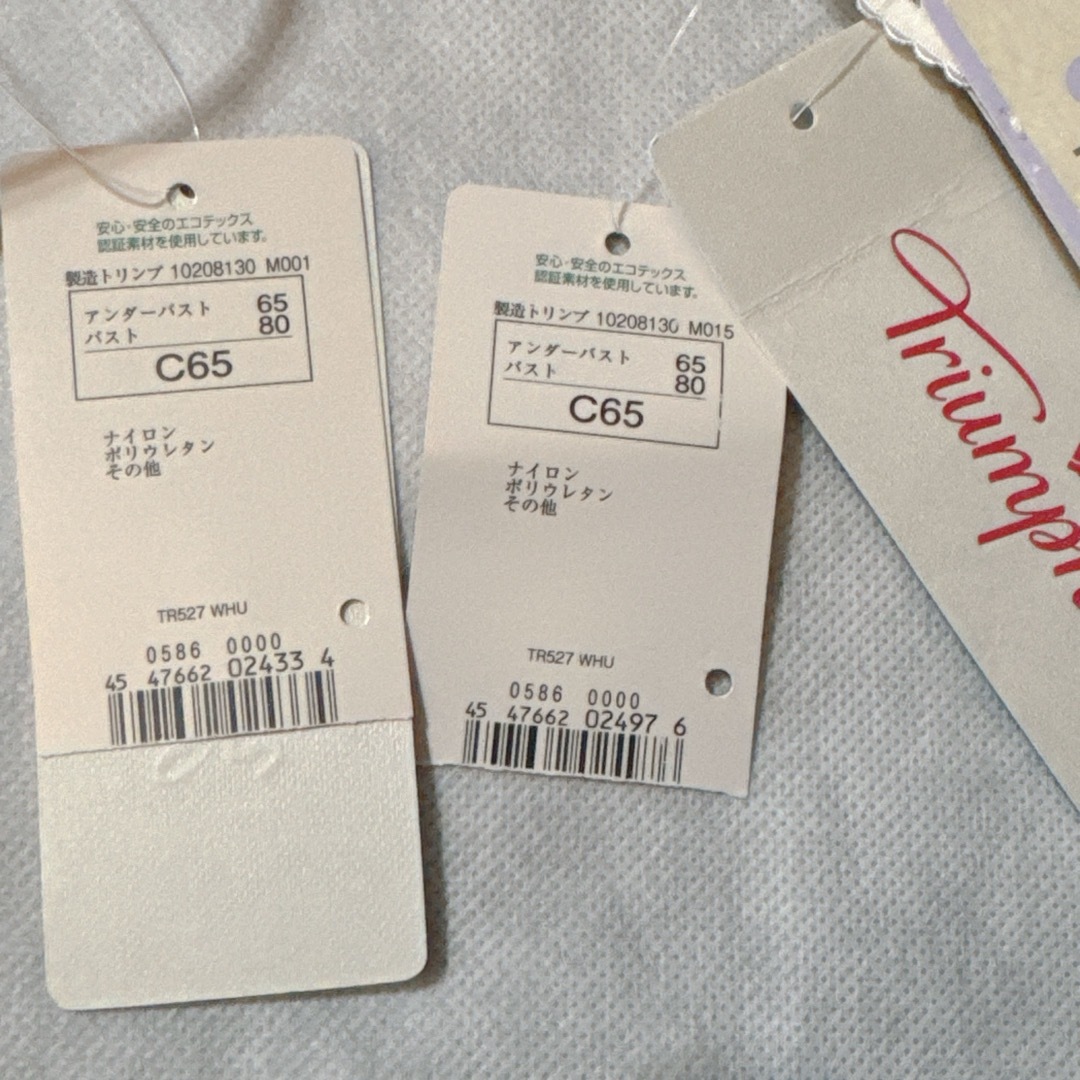 安心・安全のエコテックス
認証素材を使用しています。
製造トリンプ 10208130 M001
アンダーバスト 65
バスト 80
C65
ナイロン
ポリウレタン
その他
TR527 WHU
0586 0000
45 47662 02433 4
安心・安全のエコテックス
認証素材を使用しています。
製造トリンプ 10208130 M015
アンダーバスト 65
バスト 80
C65
ナイロン
ポリウレタン
その他
TR527 WHU
0586 0000
45 47662 02497 6
Triumph